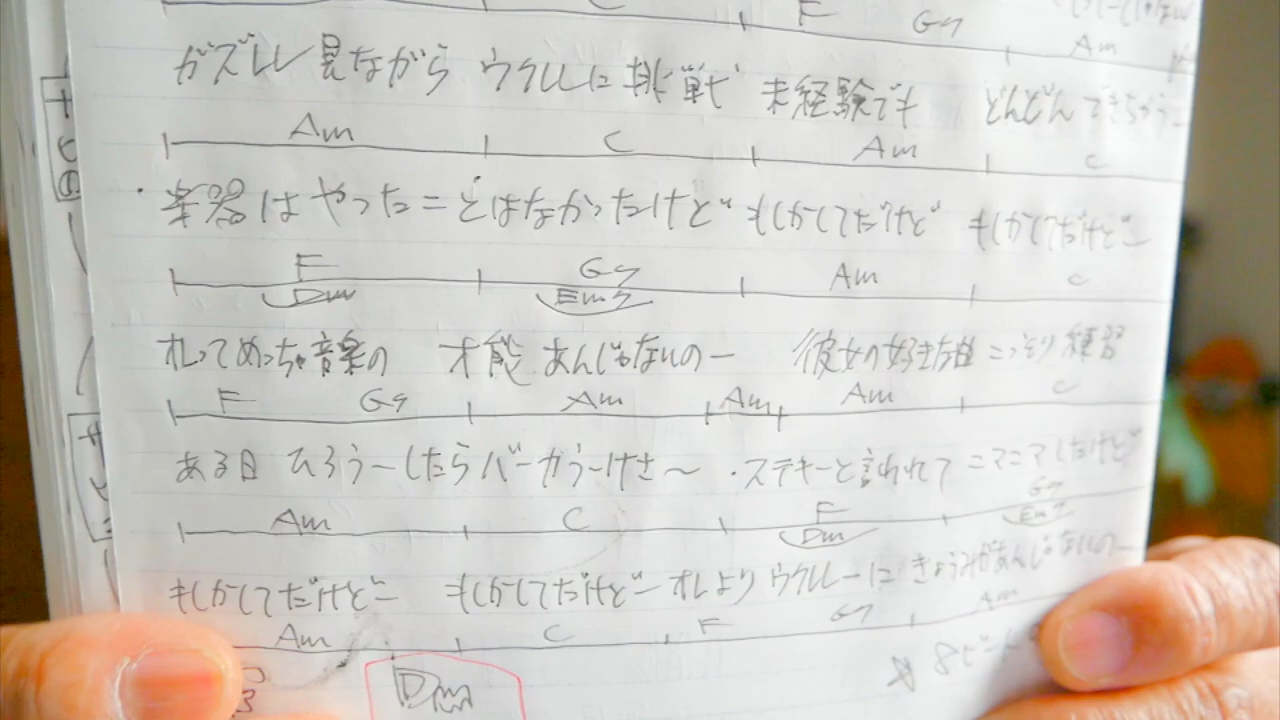 C F G7
Am
ガズレレ 見ながら ウクレレに 挑戦 未経験でも どんどん できちゃうー
Am C Am C
・楽器は やったことはなかったけど もしかしてだけど もしかしてだけどー
F G7 Am C
Dm Em7
オレってめっちゃ音楽の 才能 あんじゃないのー 彼女の好きな曲 こっそり 練習
F G7 Am Am Am C
ある日 ひろうーしたら バーかうーけさ〜 ・ステキーと言われて ニマニマしたけど
Am C F G7
Dm Em7
もしかしてだけどー もしかしてだけどー オレより ウクレレーに きょうみがあんじゃないのー
Am C F G7 Am
Dm